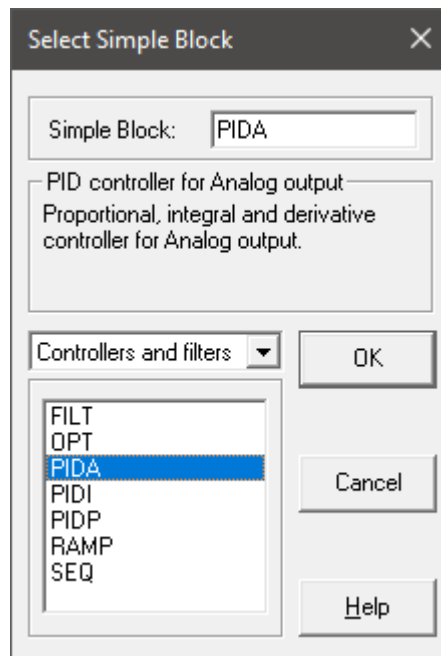 Select Simple Block
Simple Block: PIDA
PID controller for Analog output
Proportional, integral and derivative
controller for Analog output.
Controllers and filters
OK
FILT
OPT
PIDA
PIDI
PIDP
RAMP
SEQ
Cancel
Help